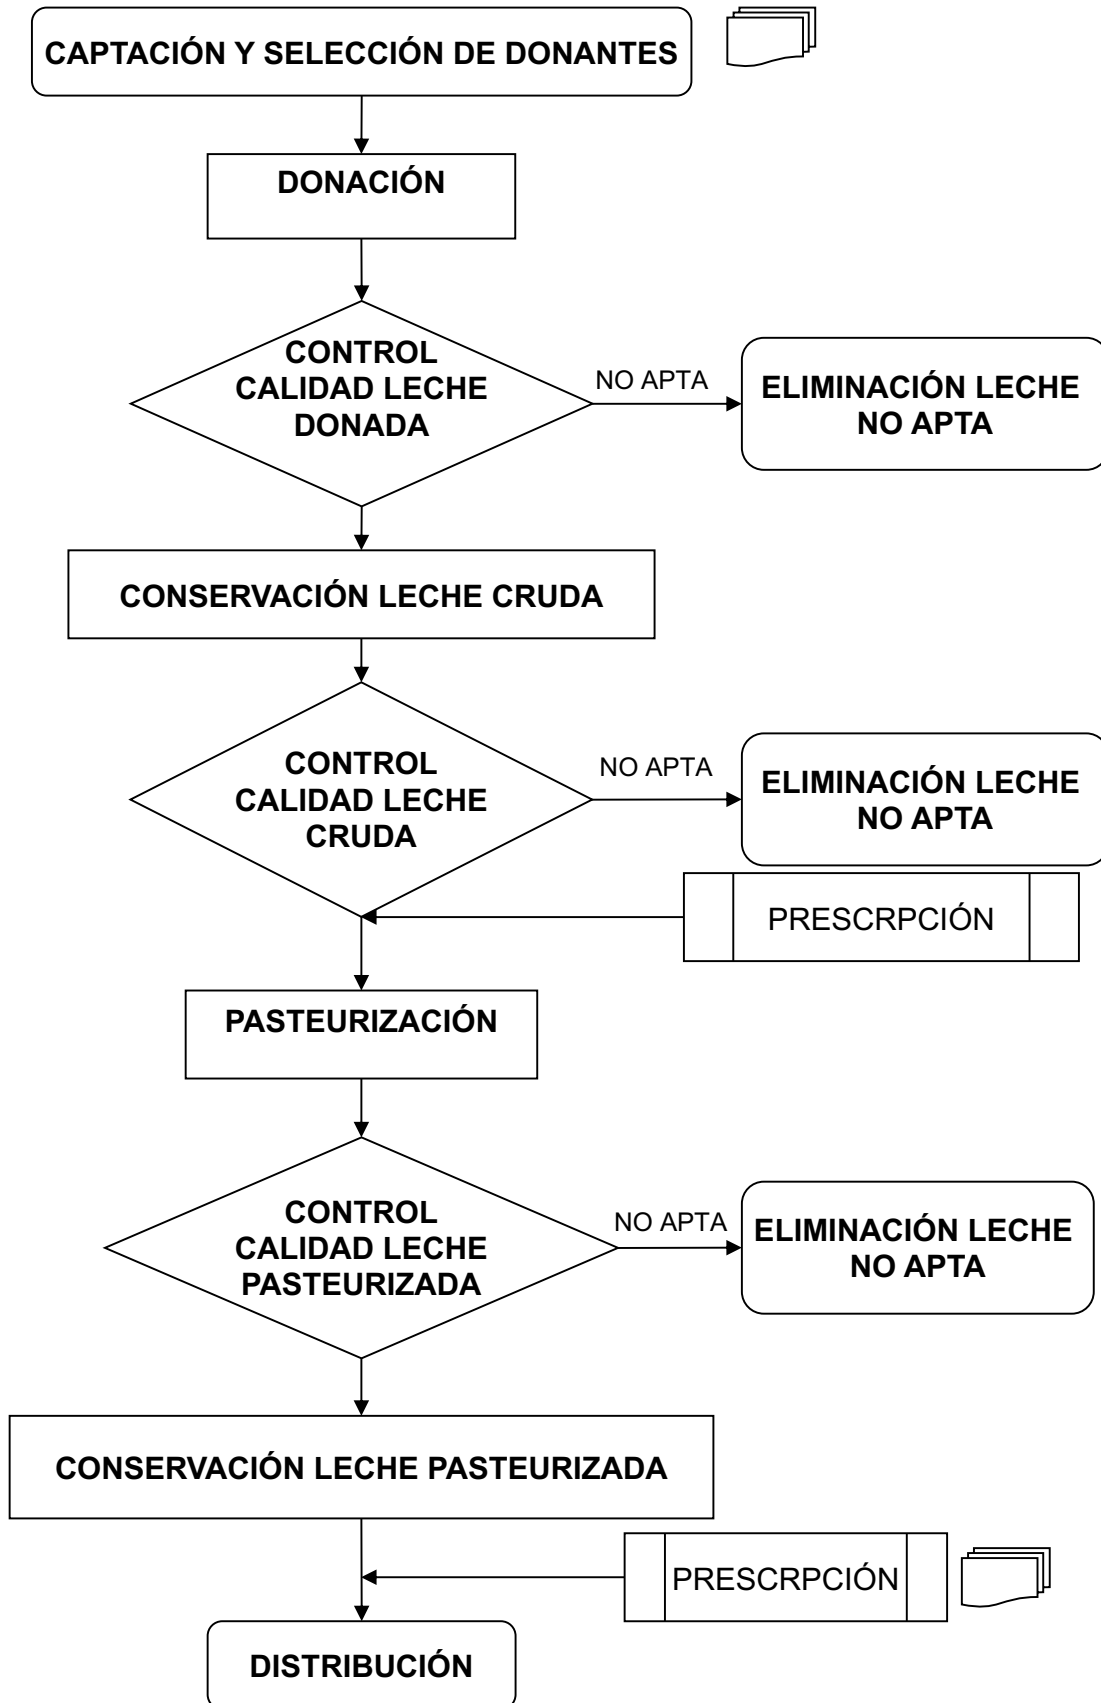 CAPTACIÓN Y SELECCIÓN DE DONANTES
DONACIÓN
CONTROL
CALIDAD LECHE
DONADA
NO APTA
ELIMINACIÓN LECHE
NO APTA
CONSERVACIÓN LECHE CRUDA
CONTROL
CALIDAD LECHE
CRUDA
NO APTA
ELIMINACIÓN LECHE
NO APTA
PRESCRPCIÓN
PASTEURIZACIÓN
CONTROL
CALIDAD LECHE
PASTEURIZADA
NO APTA
ELIMINACIÓN LECHE
NO APTA
CONSERVACIÓN LECHE PASTEURIZADA
PRESCRPCIÓN
DISTRIBUCIÓN